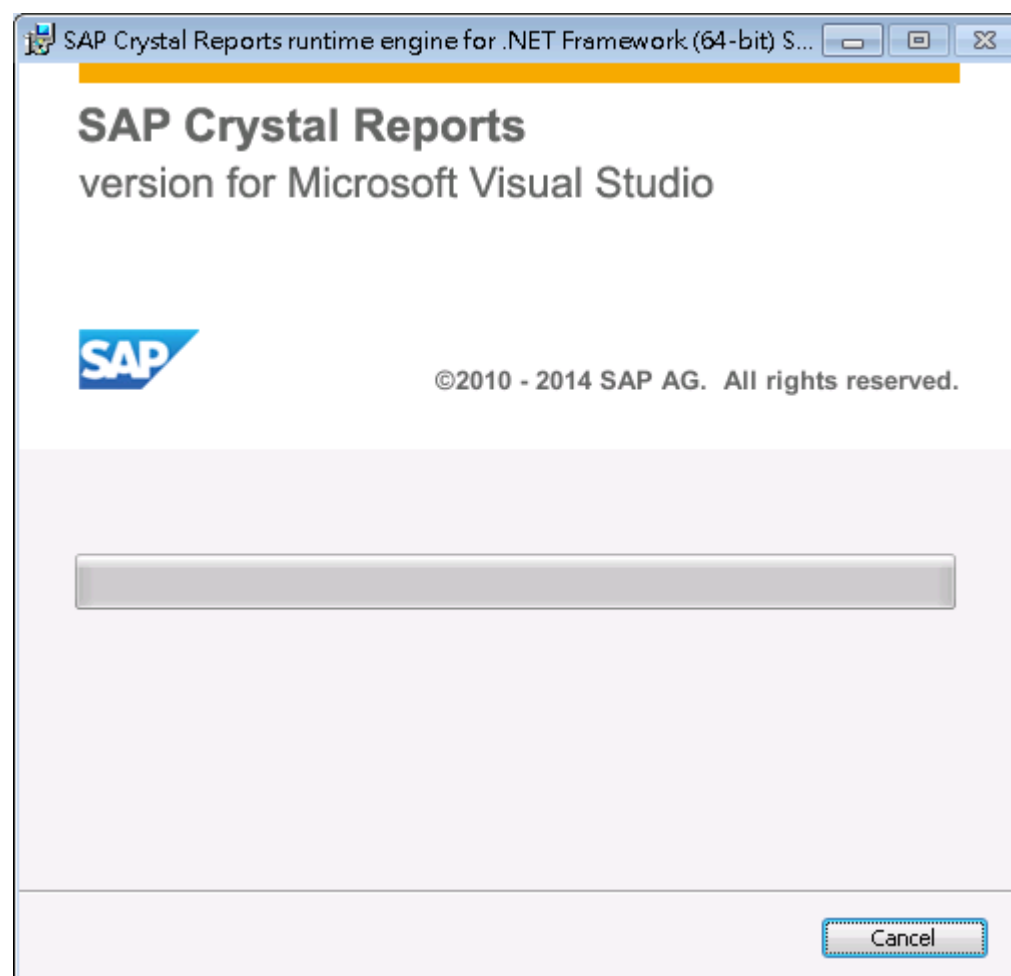 SAP Crystal Reports runtime engine for .NET Framework (64-bit) S...
SAP Crystal Reports
version for Microsoft Visual Studio
SAP
©2010 - 2014 SAP AG. All rights reserved.
Cancel